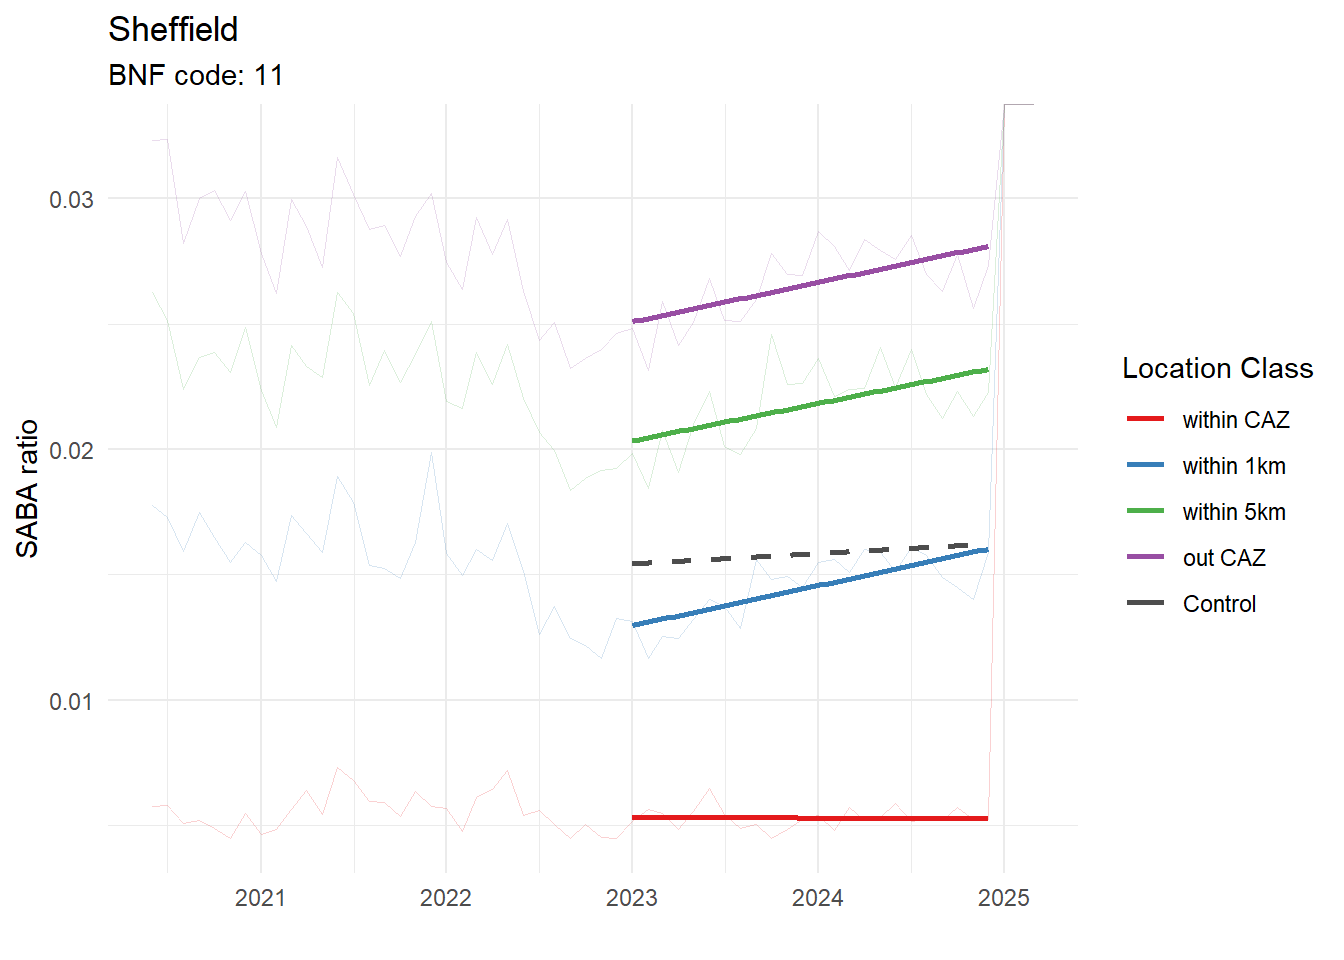 Sheffield
BNF code: 11
SABA ratio
0.03
0.02
0.01
2021
2022
2023
2024
2025
Location Class
within CAZ
within 1km
within 5km
out CAZ
Control